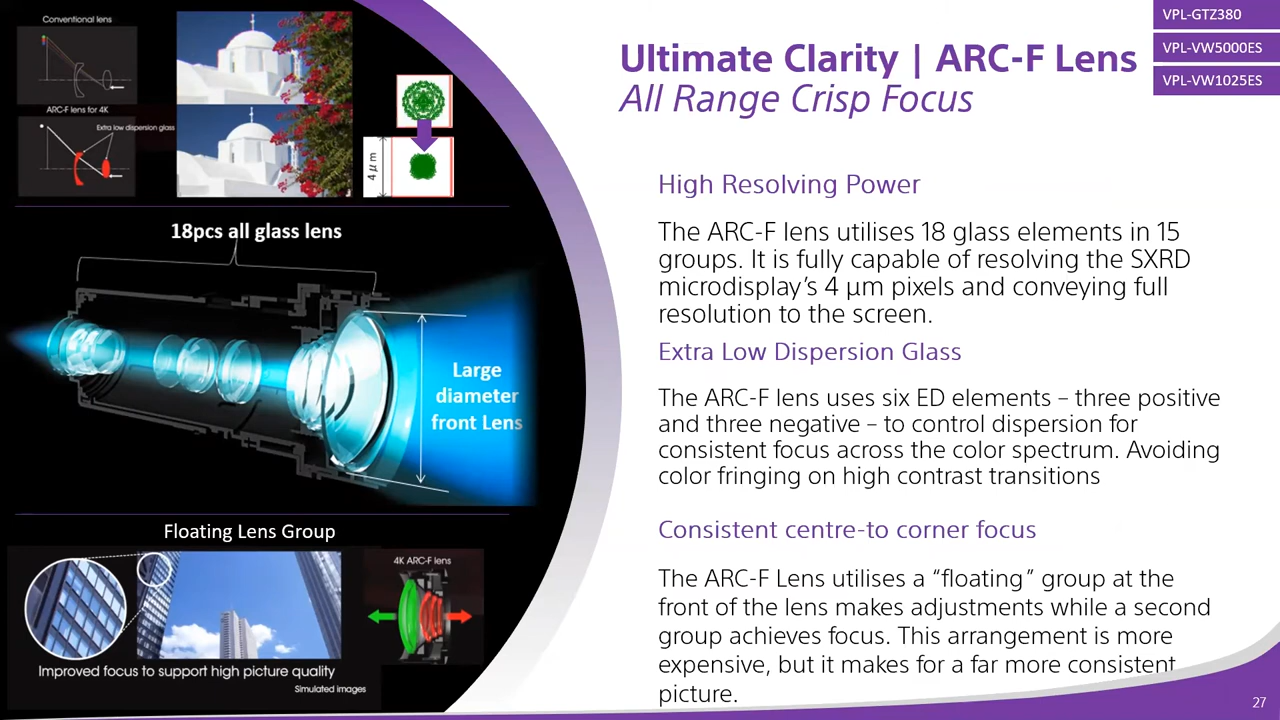 Conventional lens
ARC-F lens for 4K
Extra low dispersion glass
4 μm
18pcs all glass lens
Large
diameter
front Lens
Floating Lens Group
4K ARC-F lens
Improved focus to support high picture quality
Simulated images
VPL-GTZ380
VPL-VW5000ES
VPL-VW1025ES
Ultimate Clarity | ARC-F Lens
All Range Crisp Focus
High Resolving Power
The ARC-F lens utilises 18 glass elements in 15
groups. It is fully capable of resolving the SXRD
microdisplay’s 4 μm pixels and conveying full
resolution to the screen.
Extra Low Dispersion Glass
The ARC-F lens uses six ED elements – three positive
and three negative – to control dispersion for
consistent focus across the color spectrum. Avoiding
color fringing on high contrast transitions
Consistent centre-to corner focus
The ARC-F Lens utilises a “floating” group at the
front of the lens makes adjustments while a second
group achieves focus. This arrangement is more
expensive, but it makes for a far more consistent
picture.
27